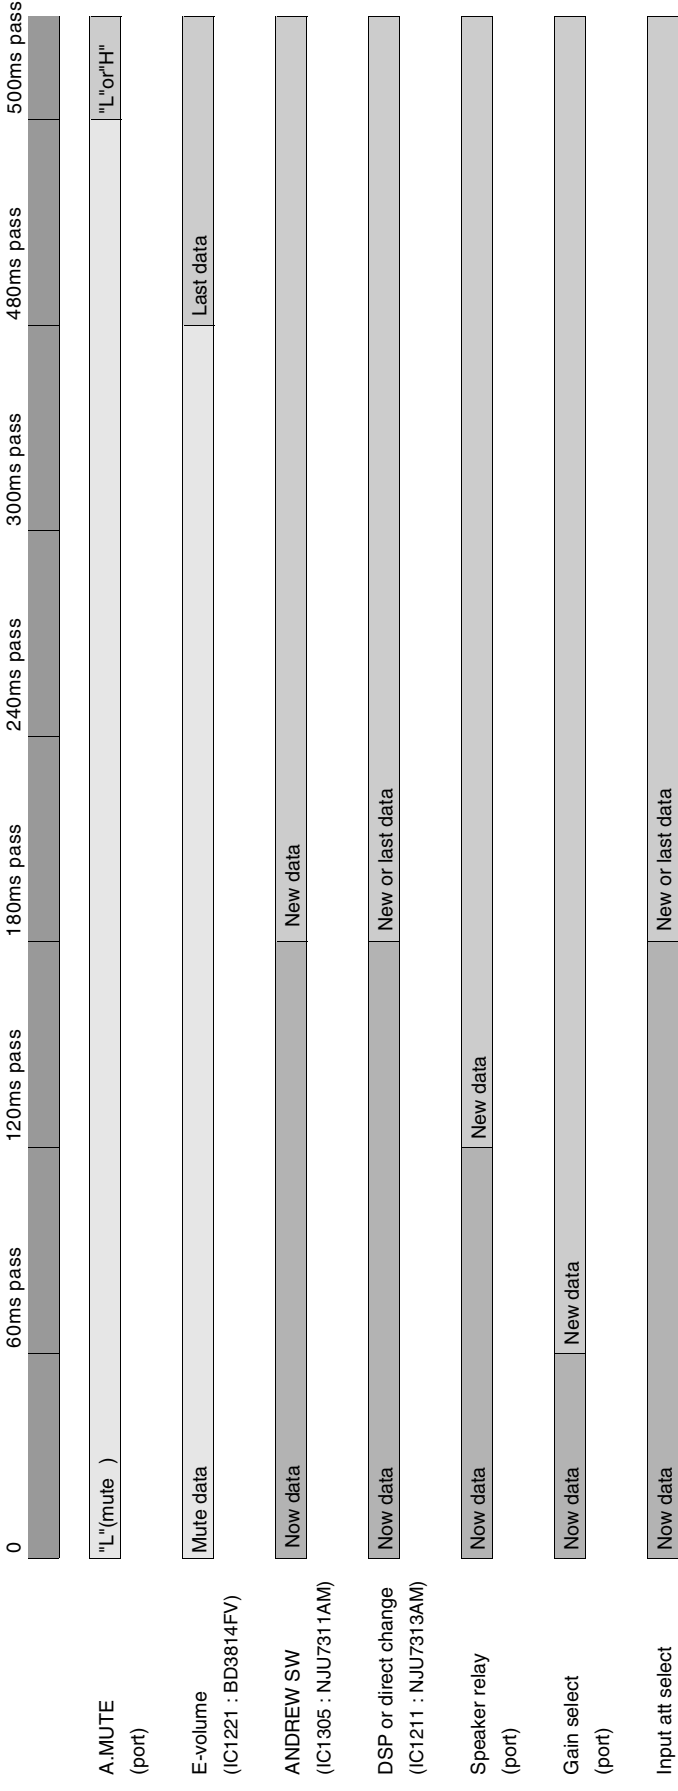 0 60ms pass 120ms pass 180ms pass 240ms pass 300ms pass 480ms pass 500ms pass
A.MUTE "L"(mute ) "L"or"H"
(port)
E-volume Mute data Last data
(IC1221 : BD3814FV)
ANDREW SW Now data New data
(IC1305 : NJU7311AM)
DSP or direct change Now data New or last data
(IC1211 : NJU7313AM)
Speaker relay Now data New data
(port)
Gain select Now data New data
(port)
Input att select Now data New or last data